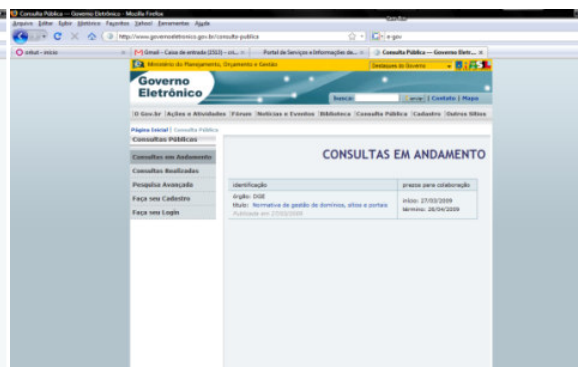 Consulta Pública — Governo Eletrônico - Mozilla Firefox
Arquivo Editar Exibir Histórico Favoritos Yahoo! Ferramentas Ajuda
http://www.governoeletronico.gov.br/consulta-publica
e-gov
orkut - início
Gmail - Caixa de entrada
Portal de Serviços e Informações de...
Consulta Pública — Governo Eletr...
Ministério do Planejamento, Orçamento e Gestão
Destaques do Governo
Governo
Eletrônico
busca:
Contato | Mapa
O Gov.br Ações e Atividades Fórum Notícias e Eventos Biblioteca Consulta Pública Cadastro Outros Sítios
Página Inicial Consulta Pública
Consultas Públicas
Consultas em Andamento
Consultas Realizadas
Pesquisa Avançada
Faça seu Cadastro
Faça seu Login
CONSULTAS EM ANDAMENTO
identificação prazos para colaboração
órgão: DGE
título: Normativa de gestão de domínios, sítios e portais
Publicada em 27/03/2009
início: 27/03/2009
término: 26/04/2009